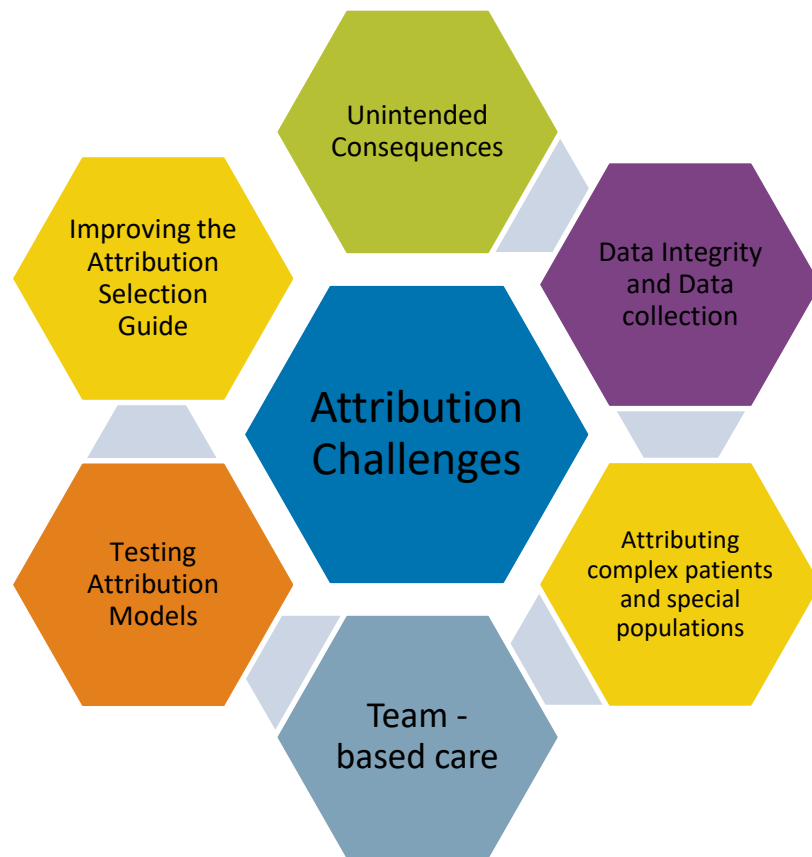 Unintended
Consequences
Improving the
Attribution
Selection
Guide
Data Integrity
and Data
collection
Attribution
Challenges
Testing
Attribution
Models
Attributing
complex patients
and special
populations
Team -
based care